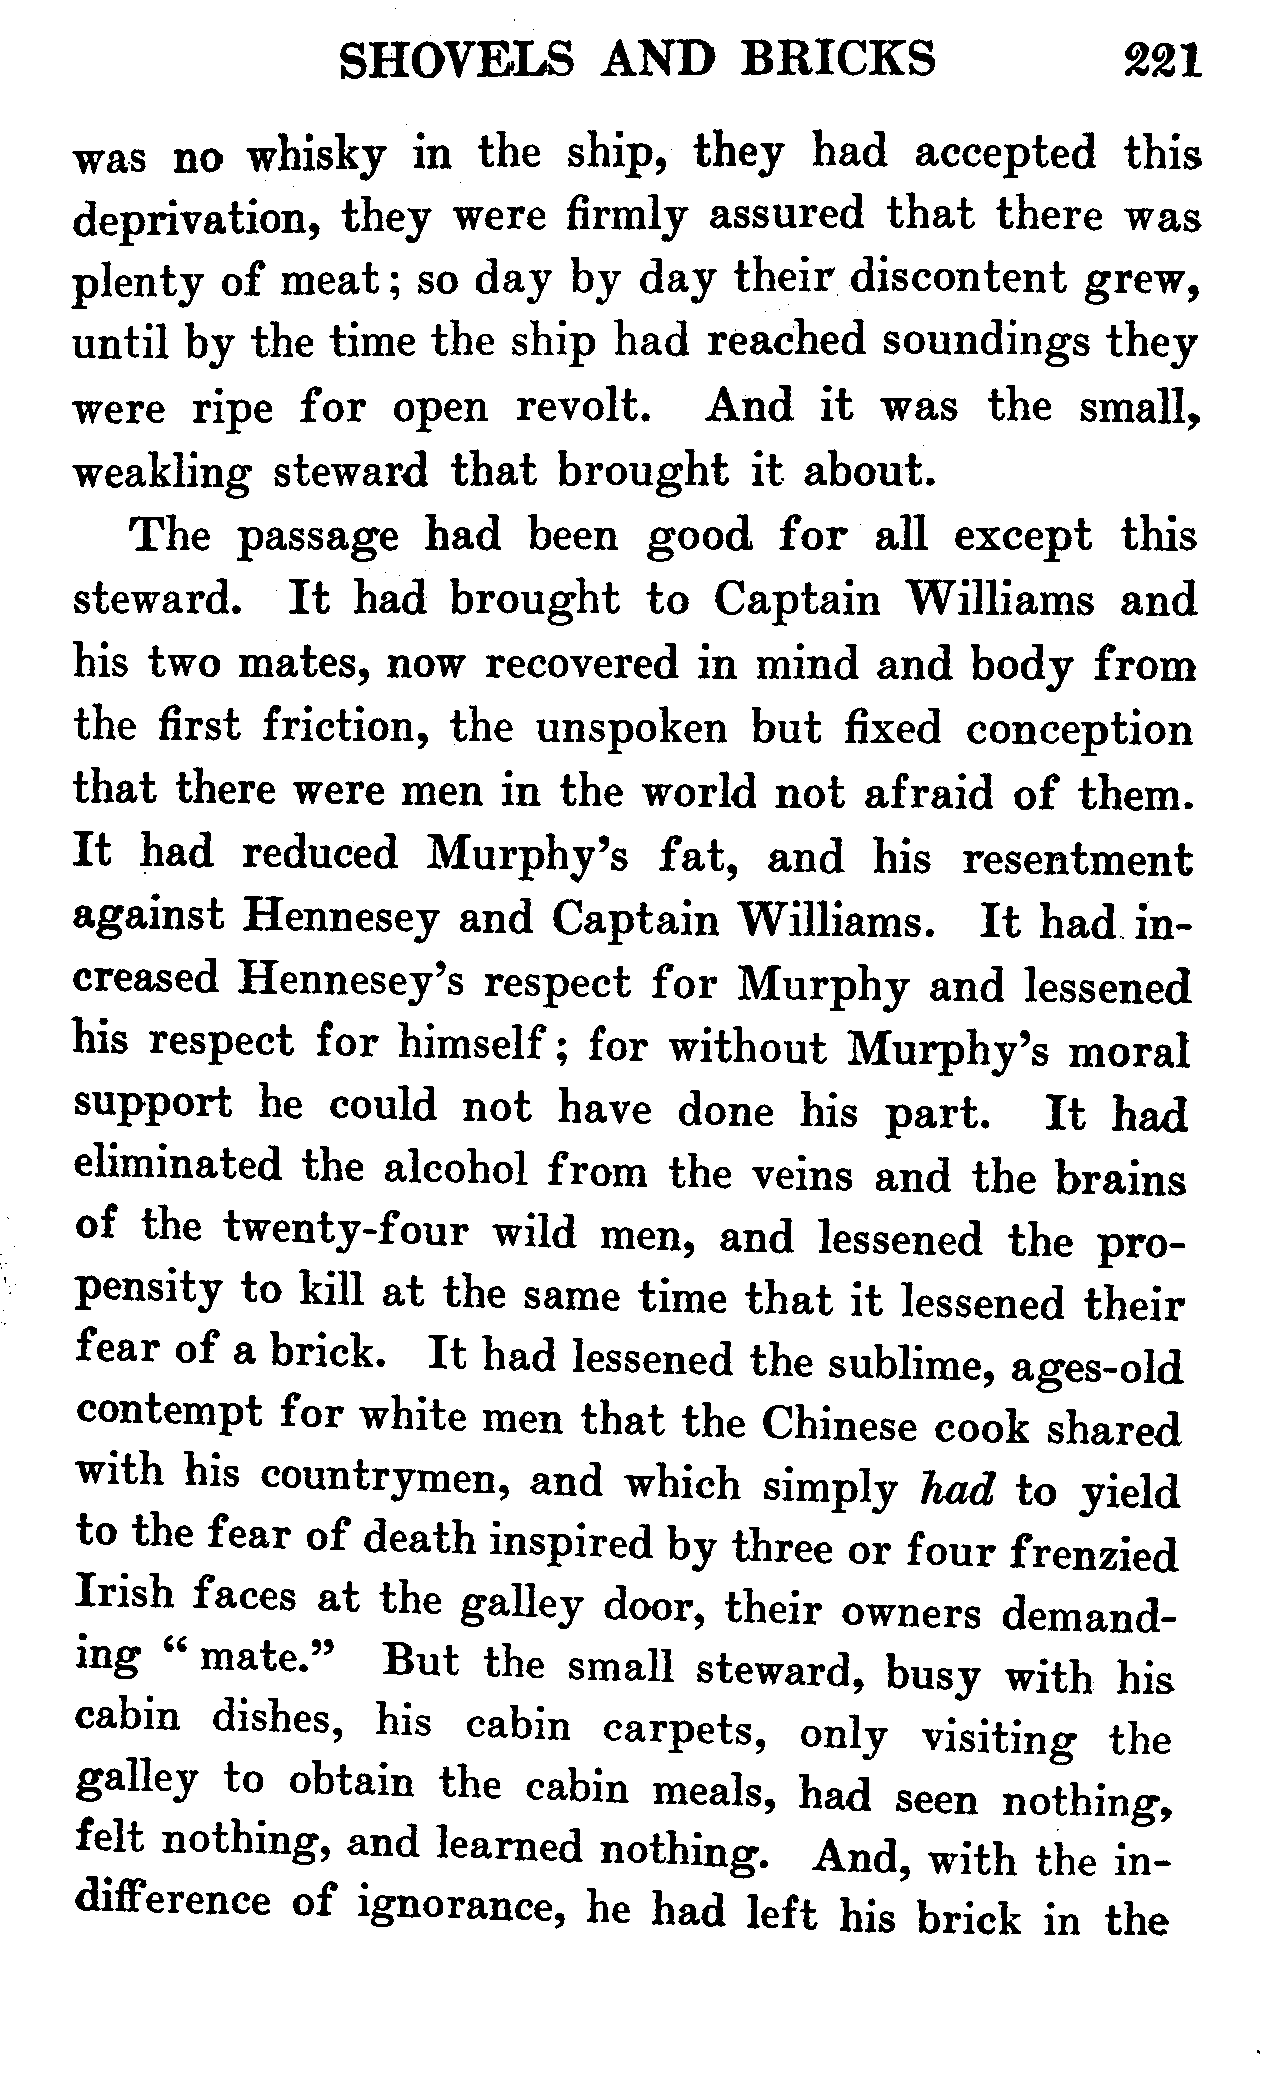 SHOVELS AND BRICKS 221
was no whisky in the ship, they had accepted this
deprivation, they were firmly assured that there was
plenty of meat; so day by day their discontent grew,
until by the time the ship had reached soundings they
were ripe for open revolt. And it was the small,
weakling steward that brought it about.
The passage had been good for all except this
steward. It had brought to Captain Williams and
his two mates, now recovered in mind and body from
the first friction, the unspoken but fixed conception
that there were men in the world not afraid of them.
It had reduced Murphy's fat, and his resentment
against Hennesey and Captain Williams. It had in-
creased Hennesey's respect for Murphy and lessened
his respect for himself; for without Murphy's moral
support he could not have done his part. It had
eliminated the alcohol from the veins and the brains
of the twenty-four wild men, and lessened the pro-
pensity to kill at the same time that it lessened their
fear of a brick. It had lessened the sublime, ages-old
contempt for white men that the Chinese cook shared
with his countrymen, and which simply had to yield
to the fear of death inspired by three or four frenzied
Irish faces at the galley door, their owners demand-
ing “mate.” But the small steward, busy with his
cabin dishes, his cabin carpets, only visiting the
galley to obtain the cabin meals, had seen nothing,
felt nothing, and learned nothing. And, with the in-
difference of ignorance, he had left his brick in the